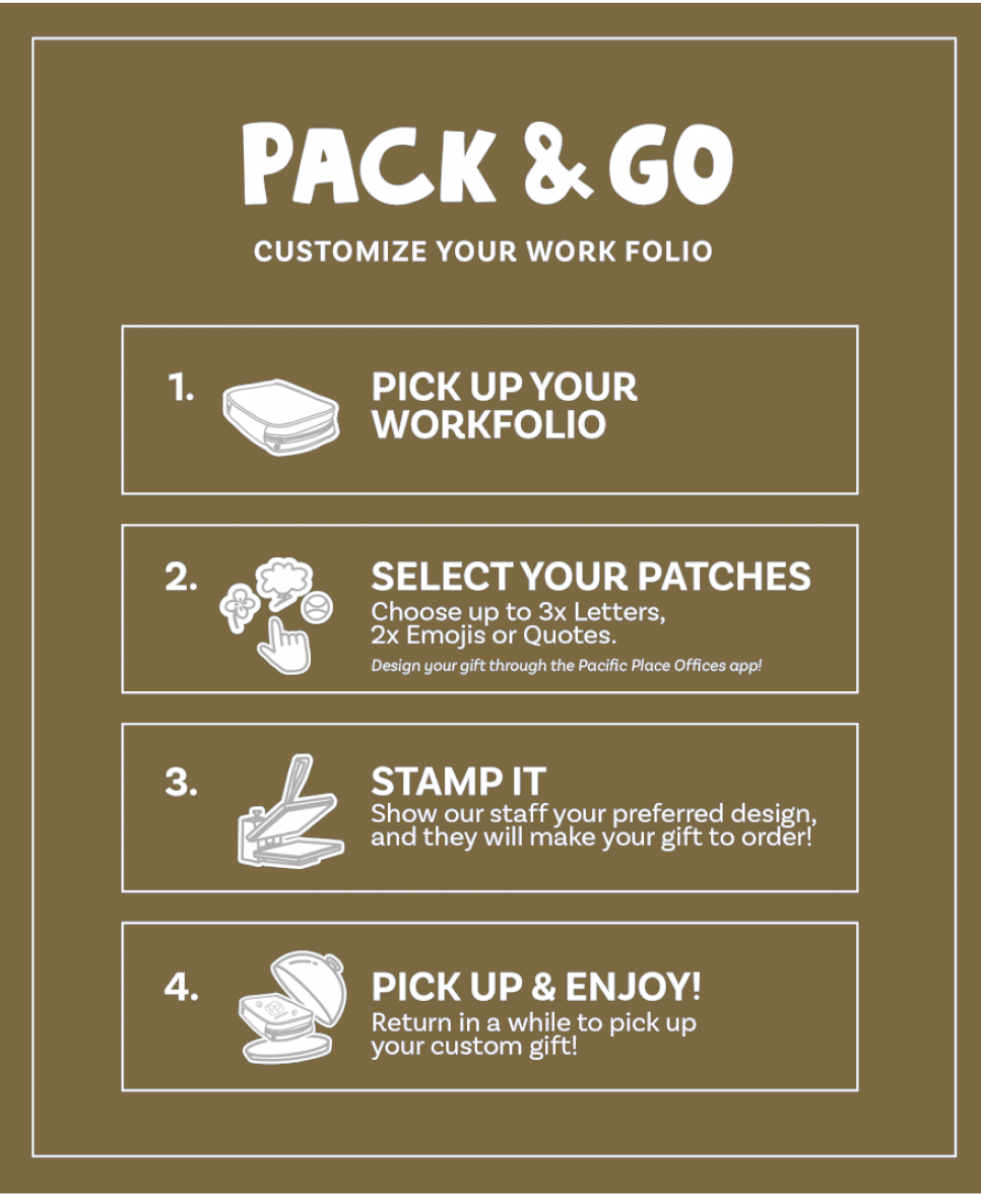 PACK & GO
CUSTOMIZE YOUR WORK FOLIO
1.
PICK UP YOUR
WORKFOLIO
2.
SELECT YOUR PATCHES
Choose up to 3x Letters,
2x Emojis or Quotes.
Design your gift through the Pacific Place Offices app!
3.
STAMP IT
Show our staff your preferred design,
and they will make your gift to order!
4.
PICK UP & ENJOY!
Return in a while to pick up
your custom gift!